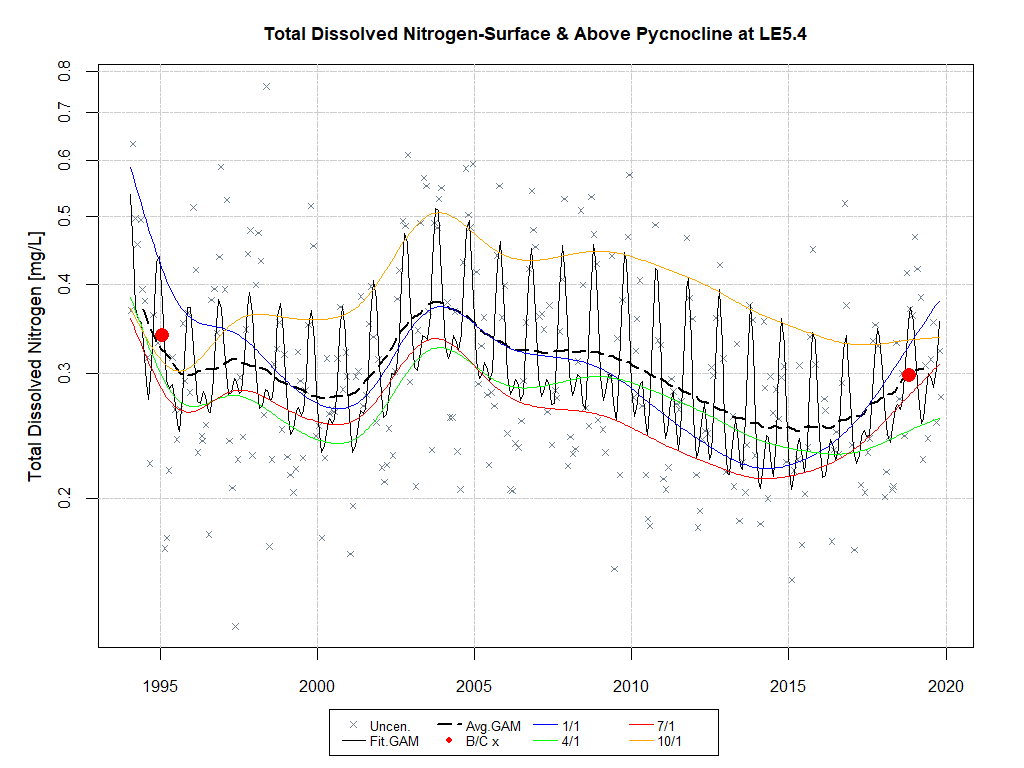 Total Dissolved Nitrogen-Surface & Above Pycnocline at LE5.4
Total Dissolved Nitrogen [mg/L]
0.8
0.7
0.6
0.5
0.4
0.3
0.2
1995 2000 2005 2010 2015 2020
Uncen. Avg.GAM 1/1 7/1
Fit.GAM B/C x 4/1 10/1